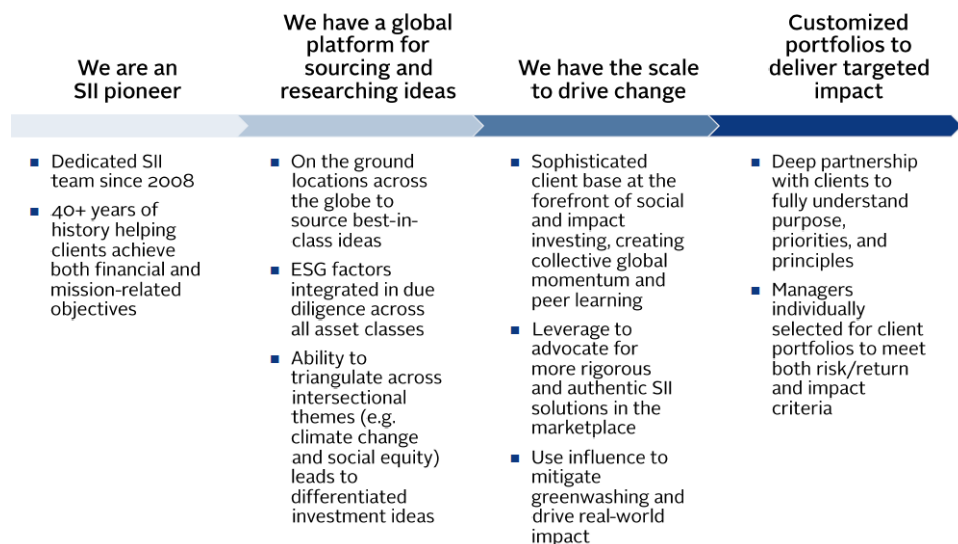 We are an
SII pioneer
Dedicated SII
team since 2008
40+ years of
history helping
clients achieve
both financial and
mission-related
objectives
We have a global
platform for
sourcing and
researching ideas
On the ground
locations across
the globe to
source best-in-
class ideas
ESG factors
integrated in due
diligence across
all asset classes
Ability to
triangulate across
intersectional
themes (e.g.
climate change
and social equity)
leads to
differentiated
investment ideas
We have the scale
to drive change
Sophisticated
client base at the
forefront of social
and impact
investing, creating
collective global
momentum and
peer learning
Leverage to
advocate for
more rigorous
and authentic SII
solutions in the
marketplace
Use influence to
mitigate
greenwashing and
drive real-world
impact
Customized
portfolios to
deliver targeted
impact
Deep partnership
with clients to
fully understand
purpose,
priorities, and
principles
Managers
individually
selected for client
portfolios to meet
both risk/return
and impact
criteria